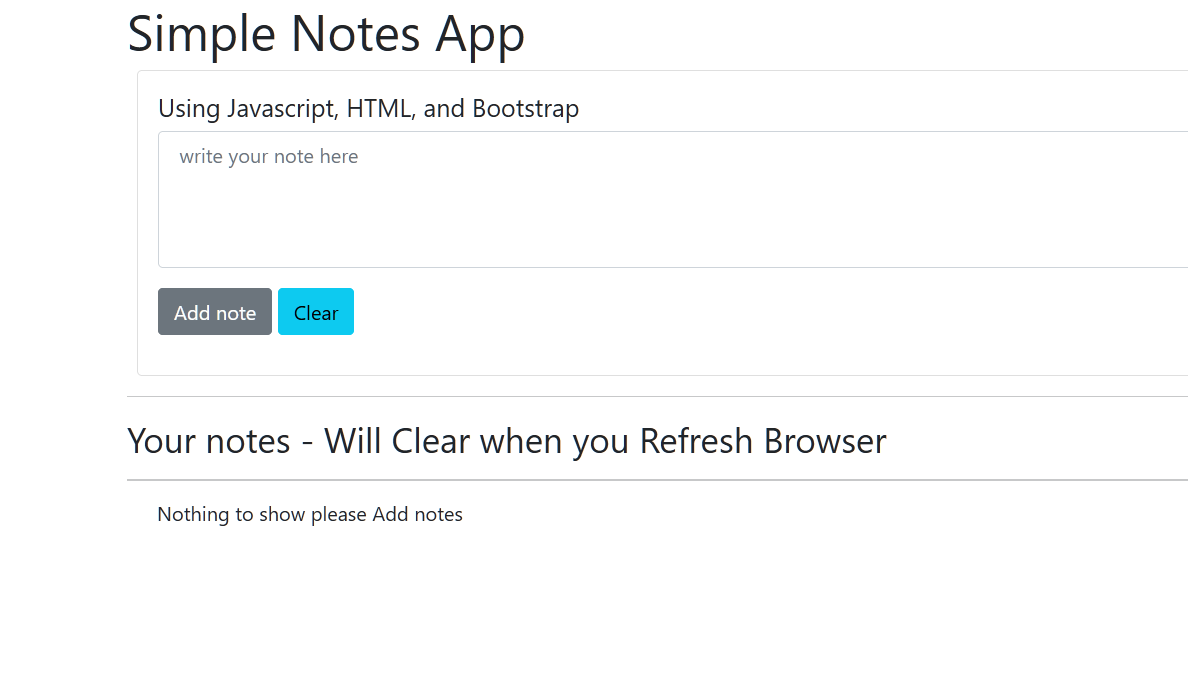 Simple Notes App
Using Javascript, HTML, and Bootstrap
write your note here
Add note Clear
Your notes - Will Clear when you Refresh Browser
Nothing to show please Add notes